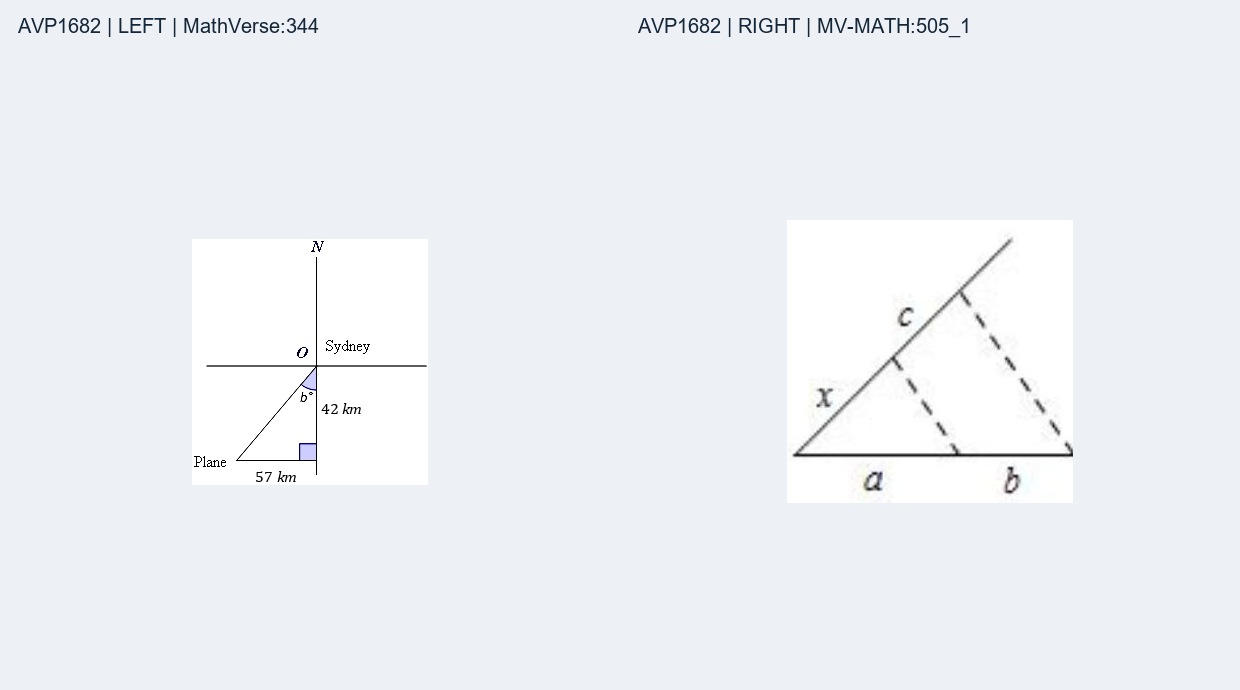 AVP1682 | LEFT | MathVerse:344
AVP1682 | RIGHT | MV-MATH:505_1
N
O Sydney
b°
42 km
Plane
57 km
c
x
a b